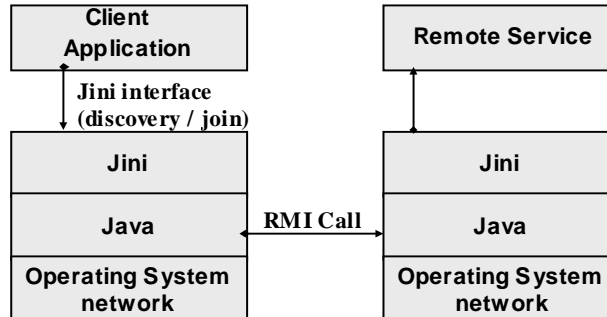 Client
Application
Remote Service
Jini interface
(discovery / join)
Jini
Jini
Java
RMI Call
Java
Operating System
network
Operating System
network